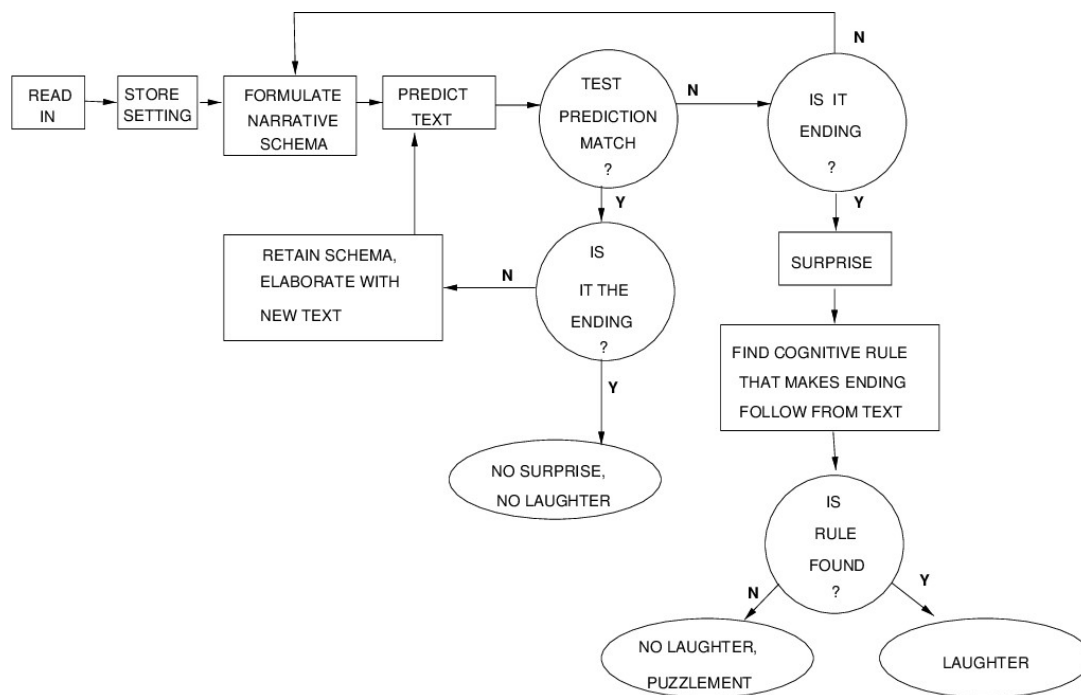 READ
IN
STORE
SETTING
FORMULATE
NARRATIVE
SCHEMA
PREDICT
TEXT
TEST
PREDICTION
MATCH
?
N
IS IT
ENDING
?
N
Y
Y
RETAIN SCHEMA,
ELABORATE WITH
NEW TEXT
N
IS
IT THE
ENDING
?
Y
NO SURPRISE,
NO LAUGHTER
SURPRISE
FIND COGNITIVE RULE
THAT MAKES ENDING
FOLLOW FROM TEXT
IS
RULE
FOUND
?
N
Y
NO LAUGHTER,
PUZZLEMENT
LAUGHTER